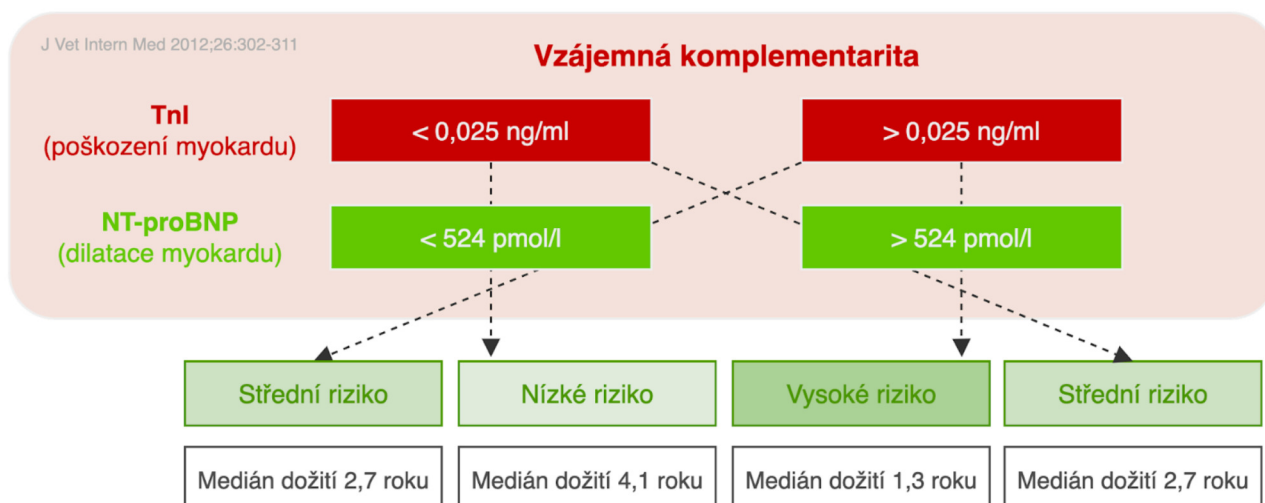 J Vet Intern Med 2012;26:302-311
Vzájemná komplementarita
TnI
(poškození myokardu)
< 0,025 ng/ml
> 0,025 ng/ml
NT-proBNP
(dilatace myokardu)
< 524 pmol/l
> 524 pmol/l
Střední riziko
Nízké riziko
Vysoké riziko
Střední riziko
Medián dožití 2,7 roku
Medián dožití 4,1 roku
Medián dožití 1,3 roku
Medián dožití 2,7 roku